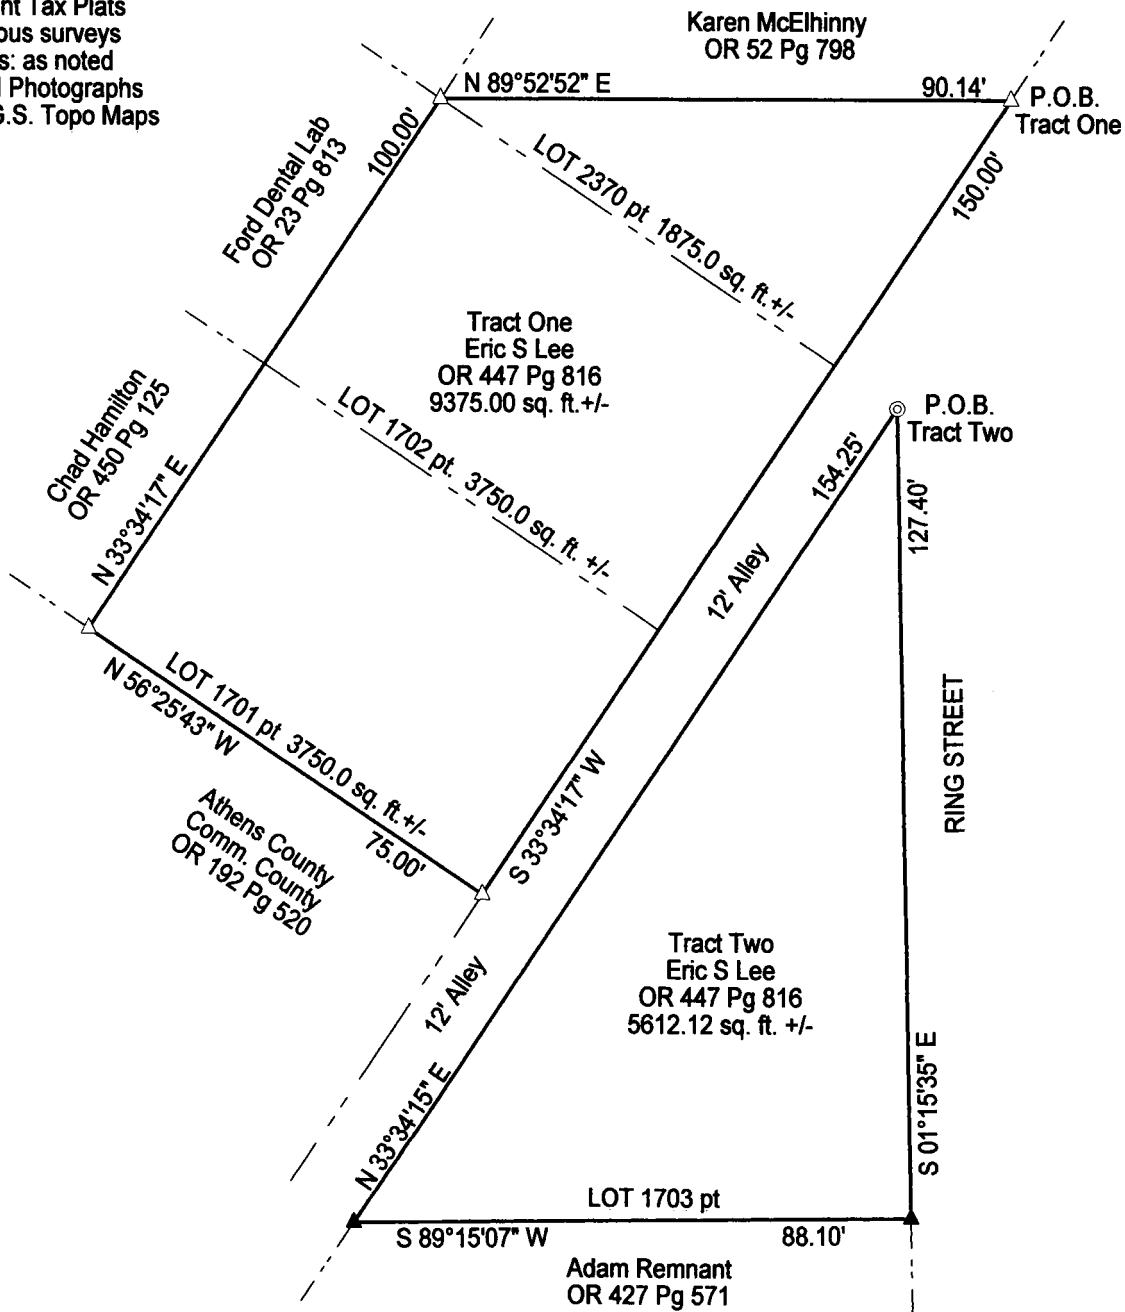 Tax Plats
surveys
as noted
Photographs
Topo Maps
Karen McElhinny
OR 52 Pg 798
N 89°52'52" E
90.14'
P.O.B.
Tract One
Ford Dental Lab
OR 23 Pg 813
100.00'
150.00'
LOT 2370 pt 1875.0 sq. ft.+/-
Tract One
Eric S Lee
OR 447 Pg 816
9375.00 sq. ft.+/-
Chad Hamilton
OR 450 Pg 125
N 33°34'17" E
LOT 1702 pt. 3750.0 sq. ft. +/-
P.O.B.
Tract Two
154.25'
127.40'
12' Alley
LOT 1701 pt 3750.0 sq. ft.+/-
N 56°25'43" W
75.00'
S 33°34'17" W
RING STREET
Athens County
Comm. County
OR 192 Pg 520
Tract Two
Eric S Lee
OR 447 Pg 816
5612.12 sq. ft. +/-
12' Alley
N 33°34'15" E
S 01°15'35" E
LOT 1703 pt
S 89°15'07" W
88.10'
Adam Remnant
OR 427 Pg 571